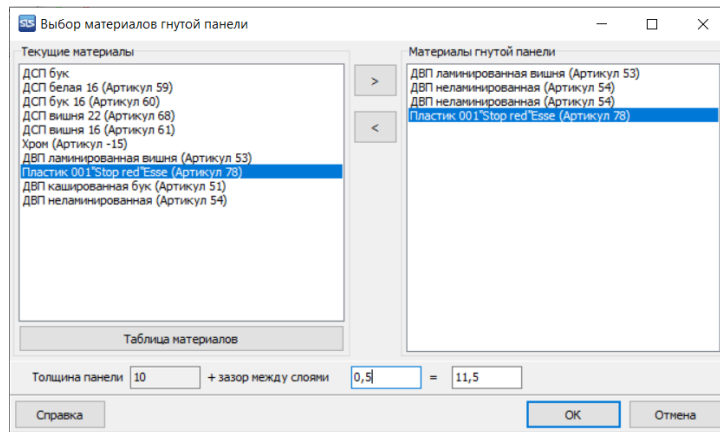 STS Выбор материалов гнутой панели
Текущие материалы
ДСП бук
ДСП белая 16 (Артикул 59)
ДСП бук 16 (Артикул 60)
ДСП вишня 22 (Артикул 68)
ДСП вишня 16 (Артикул 61)
Хром (Артикул -15)
ДВП ламинированная вишня (Артикул 53)
Пластик 001"Stop red"Esse (Артикул 78)
ДВП кашированная бук (Артикул 51)
ДВП неламинированная (Артикул 54)
Таблица материалов
>
<
Материалы гнутой панели
ДВП ламинированная вишня (Артикул 53)
ДВП неламинированная (Артикул 54)
ДВП неламинированная (Артикул 54)
Пластик 001"Stop red"Esse (Артикул 78)
Толщина панели 10 + зазор между слоями 0,5 = 11,5
Справка OK Отмена